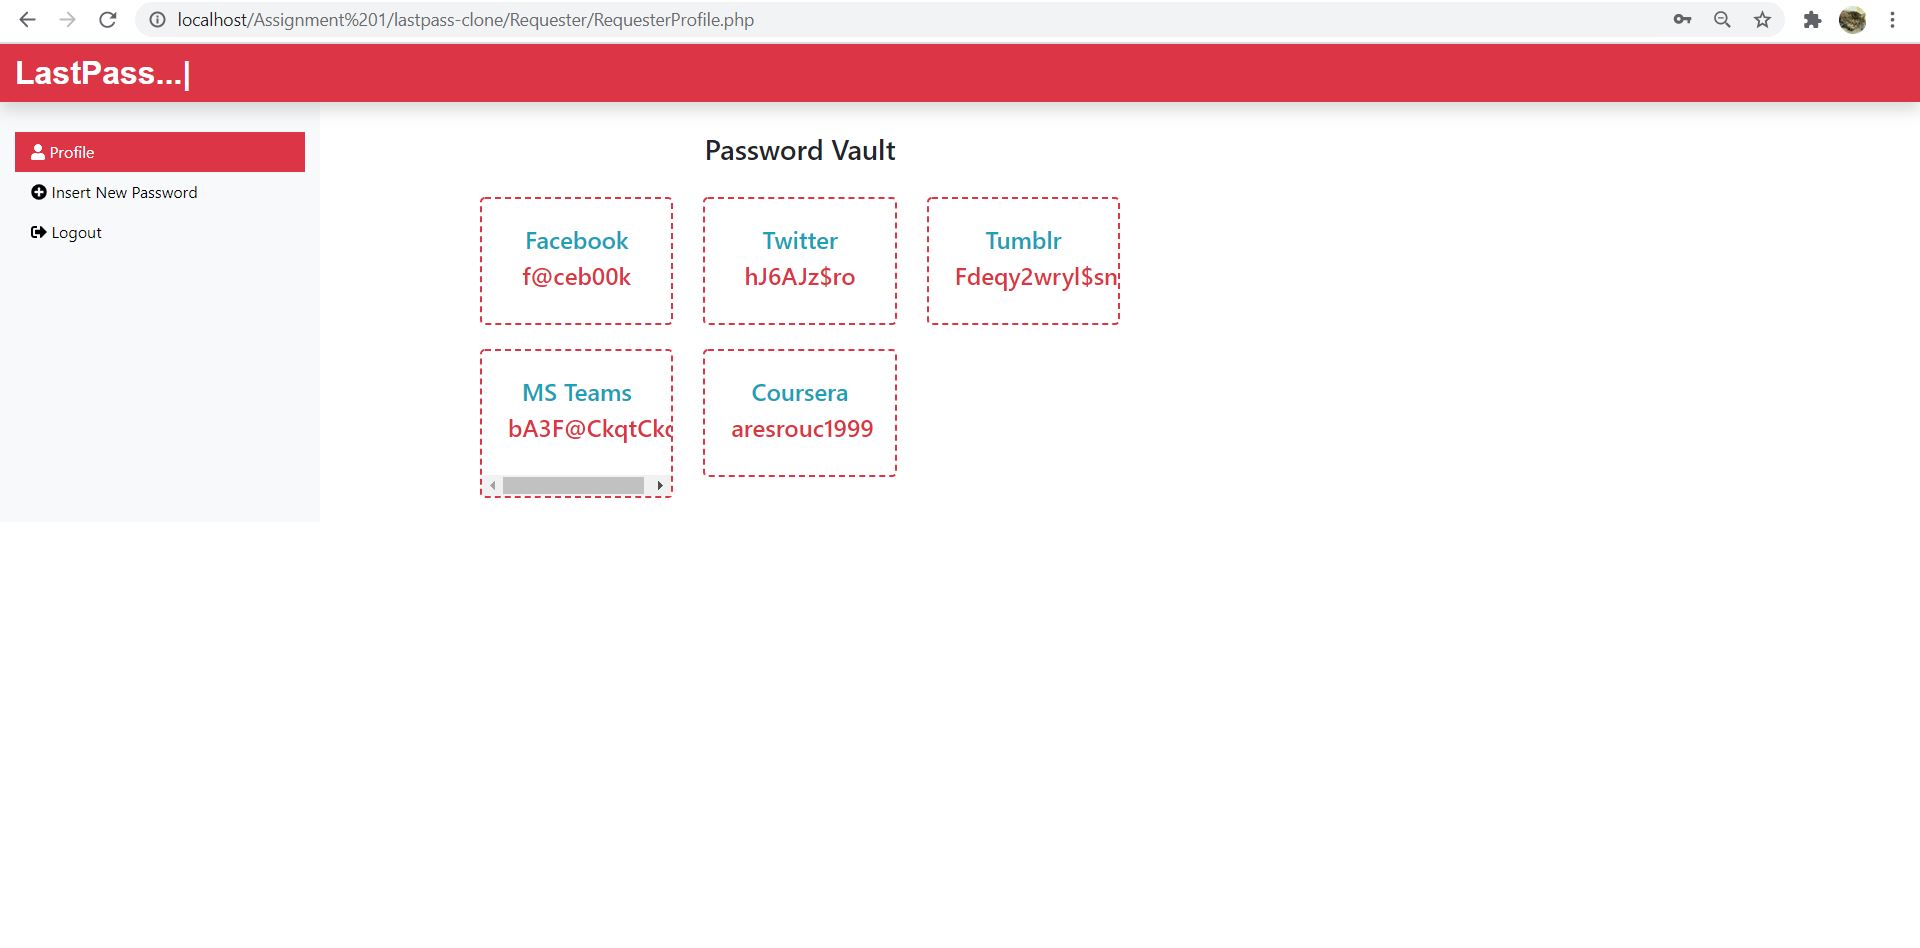 localhost/Assignment%201/lastpass-clone/Requester/RequesterProfile.php
LastPass...|
Profile
Insert New Password
Logout
Password Vault
Facebook
f@ceb00k
Twitter
hJ6AJz$ro
Tumblr
Fdeqy2wryl$sn
MS Teams
bA3F@CkqtCk
Coursera
aresrouc1999